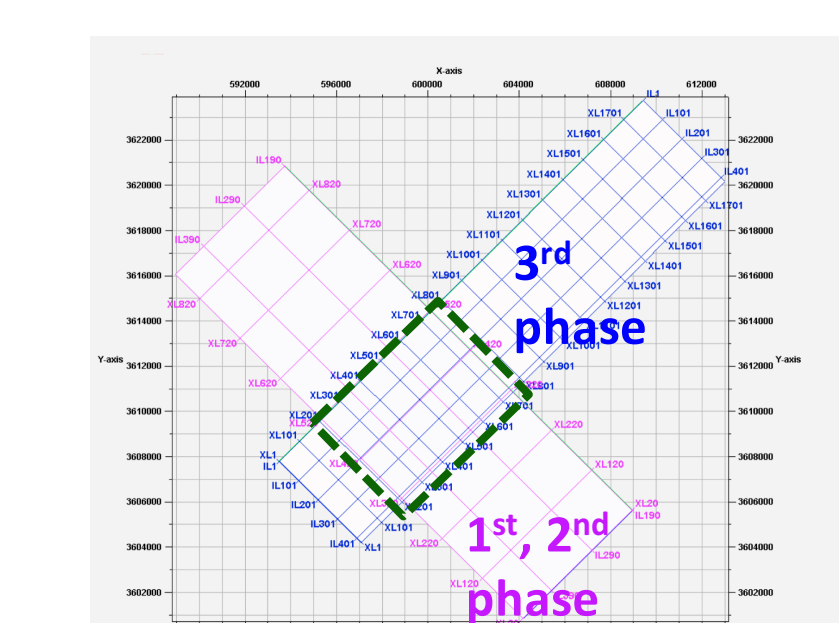 X-axis
592000 596000 600000 604000 608000 612000
IL1
XL1701 IL101
XL1601 IL201
3622000 3622000
XL1501 IL301
IL190
XL1401 IL401
3620000 XL820 3620000
XL1301
IL290 XL1701
XL1201
XL720 XL1601
3618000 XL1101 3618000
IL390 XL1501
XL1001 3rd
XL620 XL1401
3616000 XL901 3616000
XL1301
XL801
XL820 XL1201
XL701 phase
3614000 3614000
XL601
XL720 XL1001
Y-axis XL501 Y-axis
3612000 XL901 3612000
XL401
XL620 XL801
XL301
3610000 XL701 3610000
XL201
XL220
XL101 XL601
XL501
3608000 XL1 3608000
IL1 XL401 XL120
IL101
3606000 XL20 3606000
IL201 XL201
IL190
IL301 XL101
1st, 2nd
3604000 IL401 XL1 XL220 3604000
IL290
XL120
3602000 phase 3602000